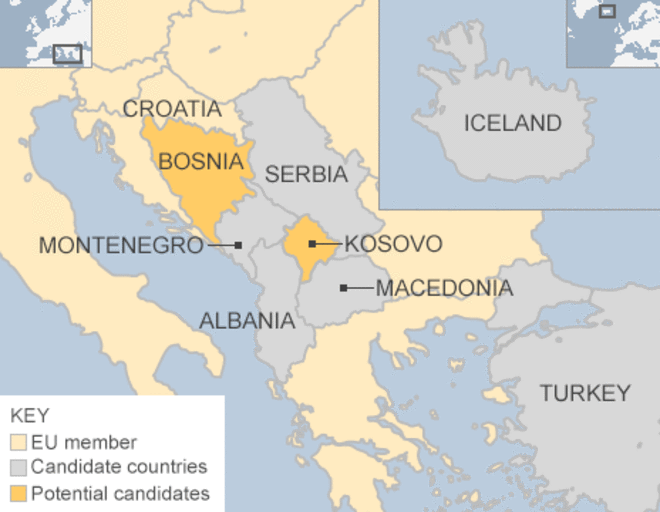 CROATIA
ICELAND
BOSNIA
SERBIA
MONTENEGRO
KOSOVO
MACEDONIA
ALBANIA
TURKEY
KEY
EU member
Candidate countries
Potential candidates